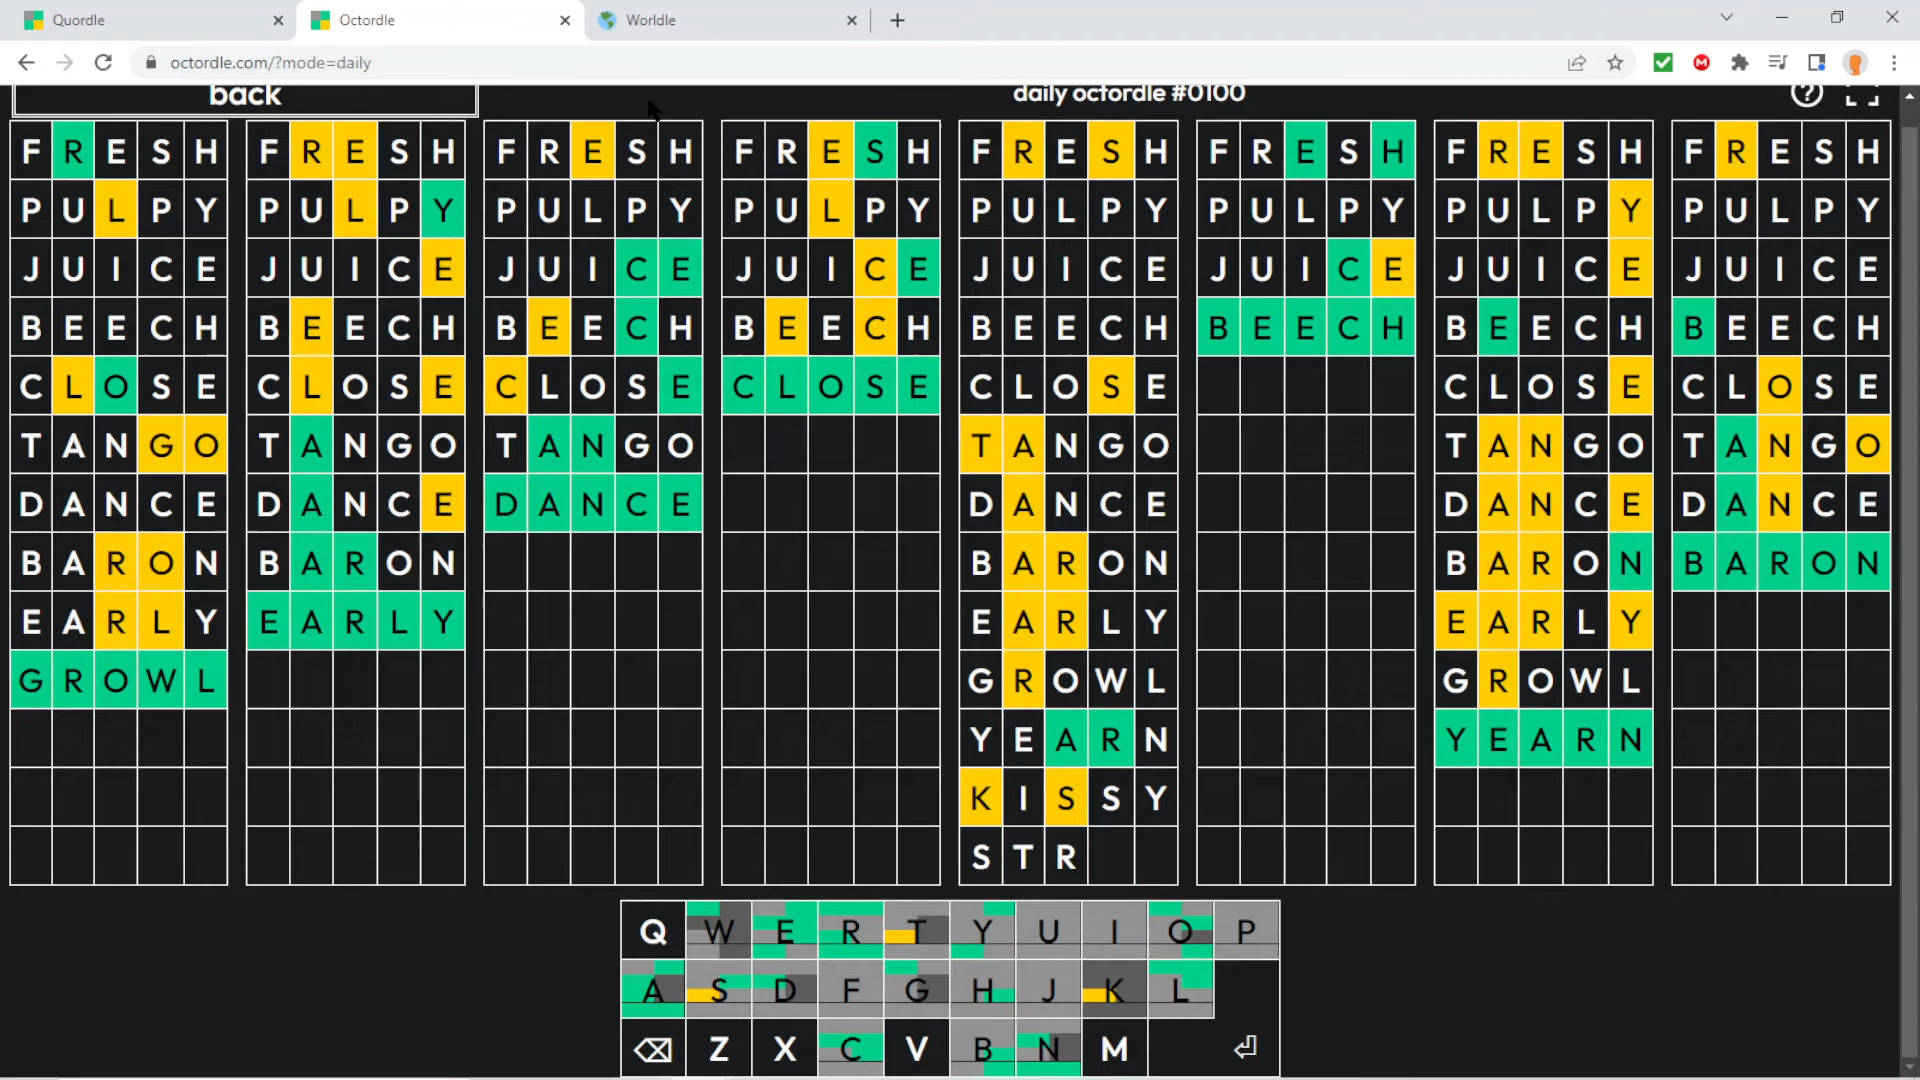 Quordle Octordle Worldle
octordle.com/?mode=daily
back daily octordle #0100
FRESH FRESH FRESH FRESH FRESH FRESH FRESH FRESH
PULPY PULPY PULPY PULPY PULPY PULPY PULPY PULPY
JUICE JUICE JUICE JUICE JUICE JUICE JUICE JUICE
BEECH BEECH BEECH BEECH BEECH BEECH BEECH BEECH
CLOSE CLOSE CLOSE CLOSE CLOSE CLOSE CLOSE
TANGO TANGO TANGO TANGO TANGO TANGO
DANCE DANCE DANCE DANCE DANCE DANCE
BARON BARON BARON BARON BARON
EARLY EARLY EARLY EARLY
GROWL GROWL GROWL
YEARN YEARN
KISSY
STR
Q W E R T Y U I O P
A S D F G H J K L
Z X C V B N M